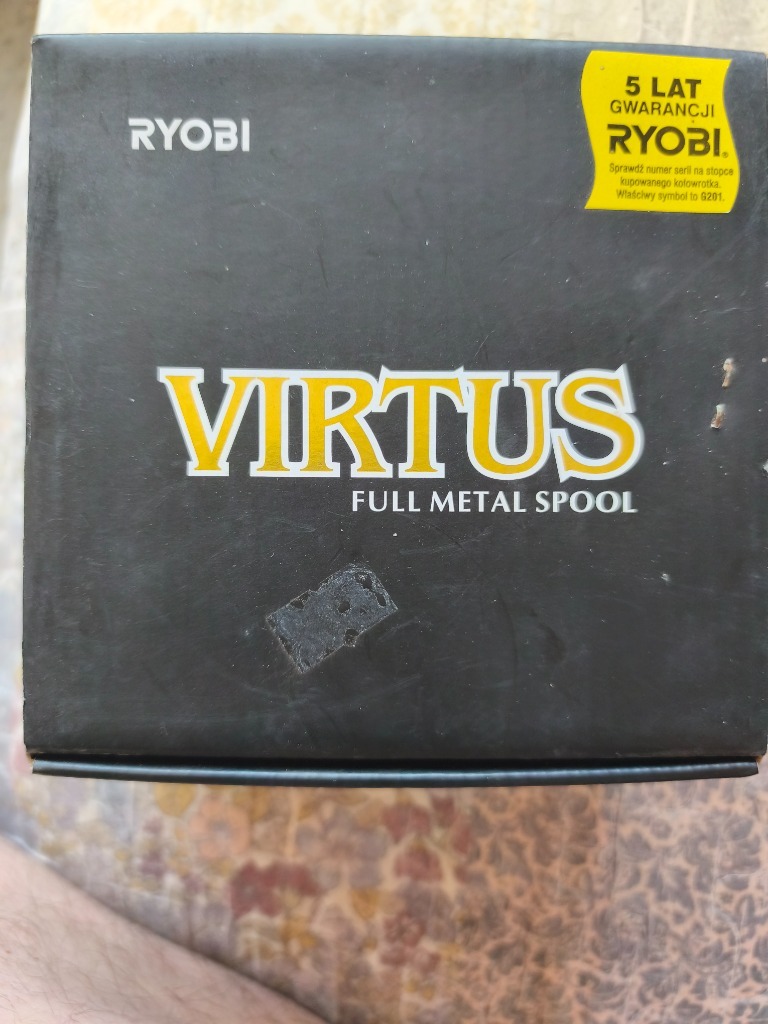 RYOBI
5 LAT
GWARANCJI
RYOBI®
Sprawdź numer serii na stopce
kupowanego kołowrotka.
Właściwy symbol to G201.
VIRTUS
FULL METAL SPOOL